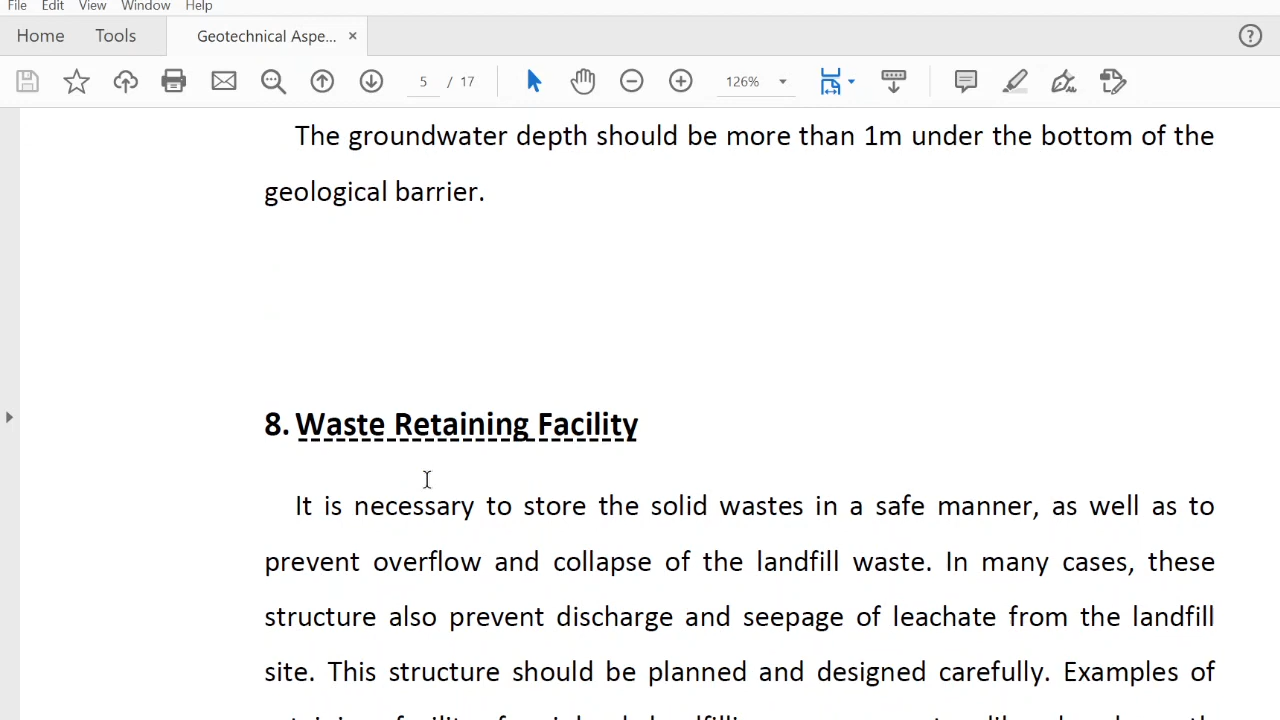 File Edit View Window Help
Home Tools Geotechnical Aspe... ×
5 / 17 126%
The groundwater depth should be more than 1m under the bottom of the
geological barrier.
8. Waste Retaining Facility
It is necessary to store the solid wastes in a safe manner, as well as to
prevent overflow and collapse of the landfill waste. In many cases, these
structure also prevent discharge and seepage of leachate from the landfill
site. This structure should be planned and designed carefully. Examples of